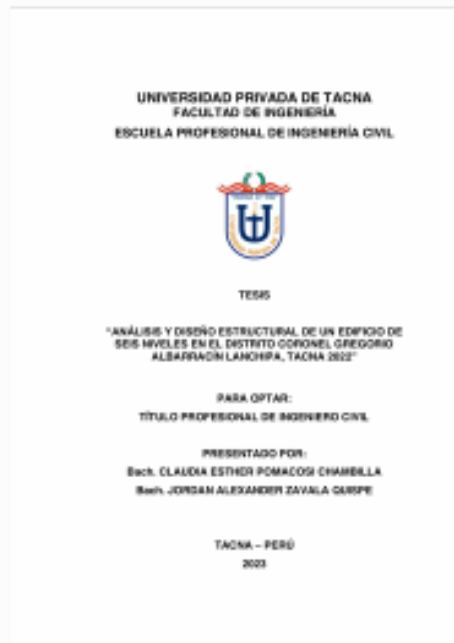 UNIVERSIDAD PRIVADA DE TACNA
FACULTAD DE INGENIERÍA
ESCUELA PROFESIONAL DE INGENIERÍA CIVIL
TESIS
"ANÁLISIS Y DISEÑO ESTRUCTURAL DE UN EDIFICIO DE
SEIS NIVELES EN EL DISTRITO CORONEL GREGORIO
ALBARRACÍN LANCHIPA, TACNA 2022"
PARA OPTAR:
TÍTULO PROFESIONAL DE INGENIERO CIVIL
PRESENTADO POR:
Bach. CLAUDIA ESTHER POMACOSI CHAMBILLA
Bach. JORDAN ALEXANDER ZAVALA QUISPE
TACNA – PERÚ
2023